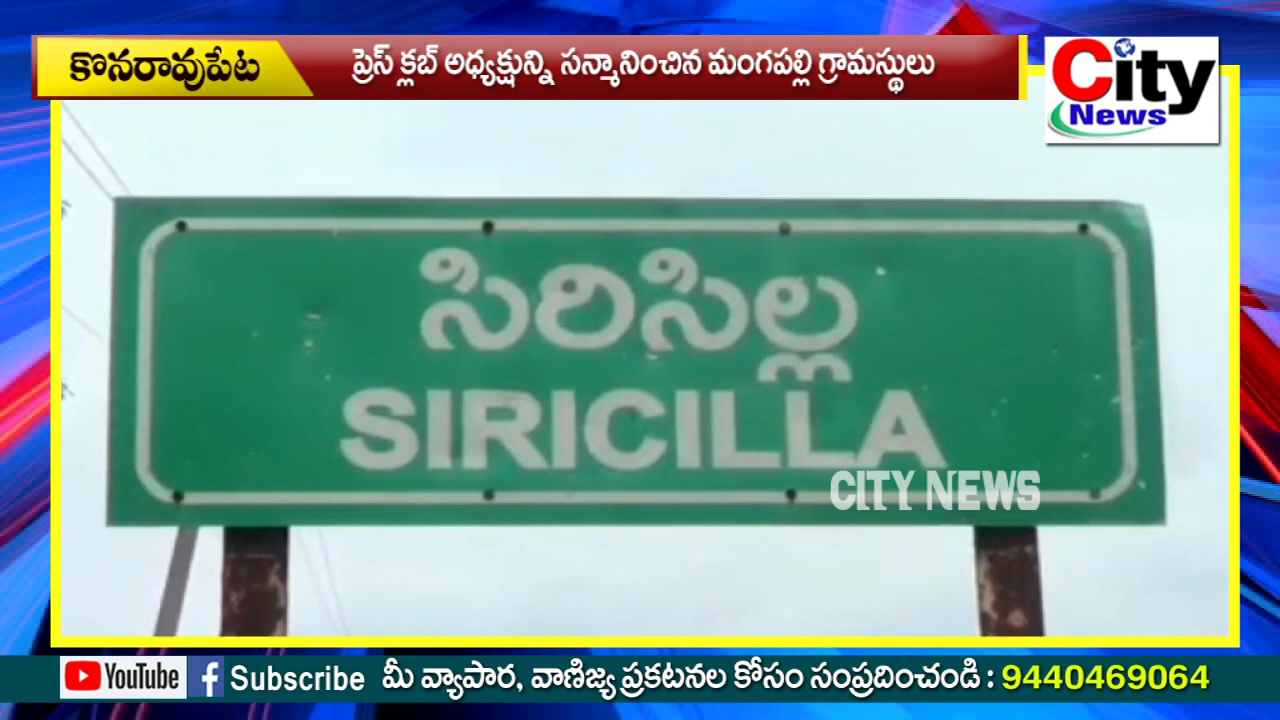 కొనరావుపేట
ప్రెస్ క్లబ్ అధ్యక్షున్ని సన్మానించిన మంగపల్లి గ్రామస్థులు
City
News
సిరిసిల్ల
SIRICILLA
CITY NEWS
YouTube f Subscribe మీ వ్యాపార, వాణిజ్య ప్రకటనల కోసం సంప్రదించండి : 9440469064